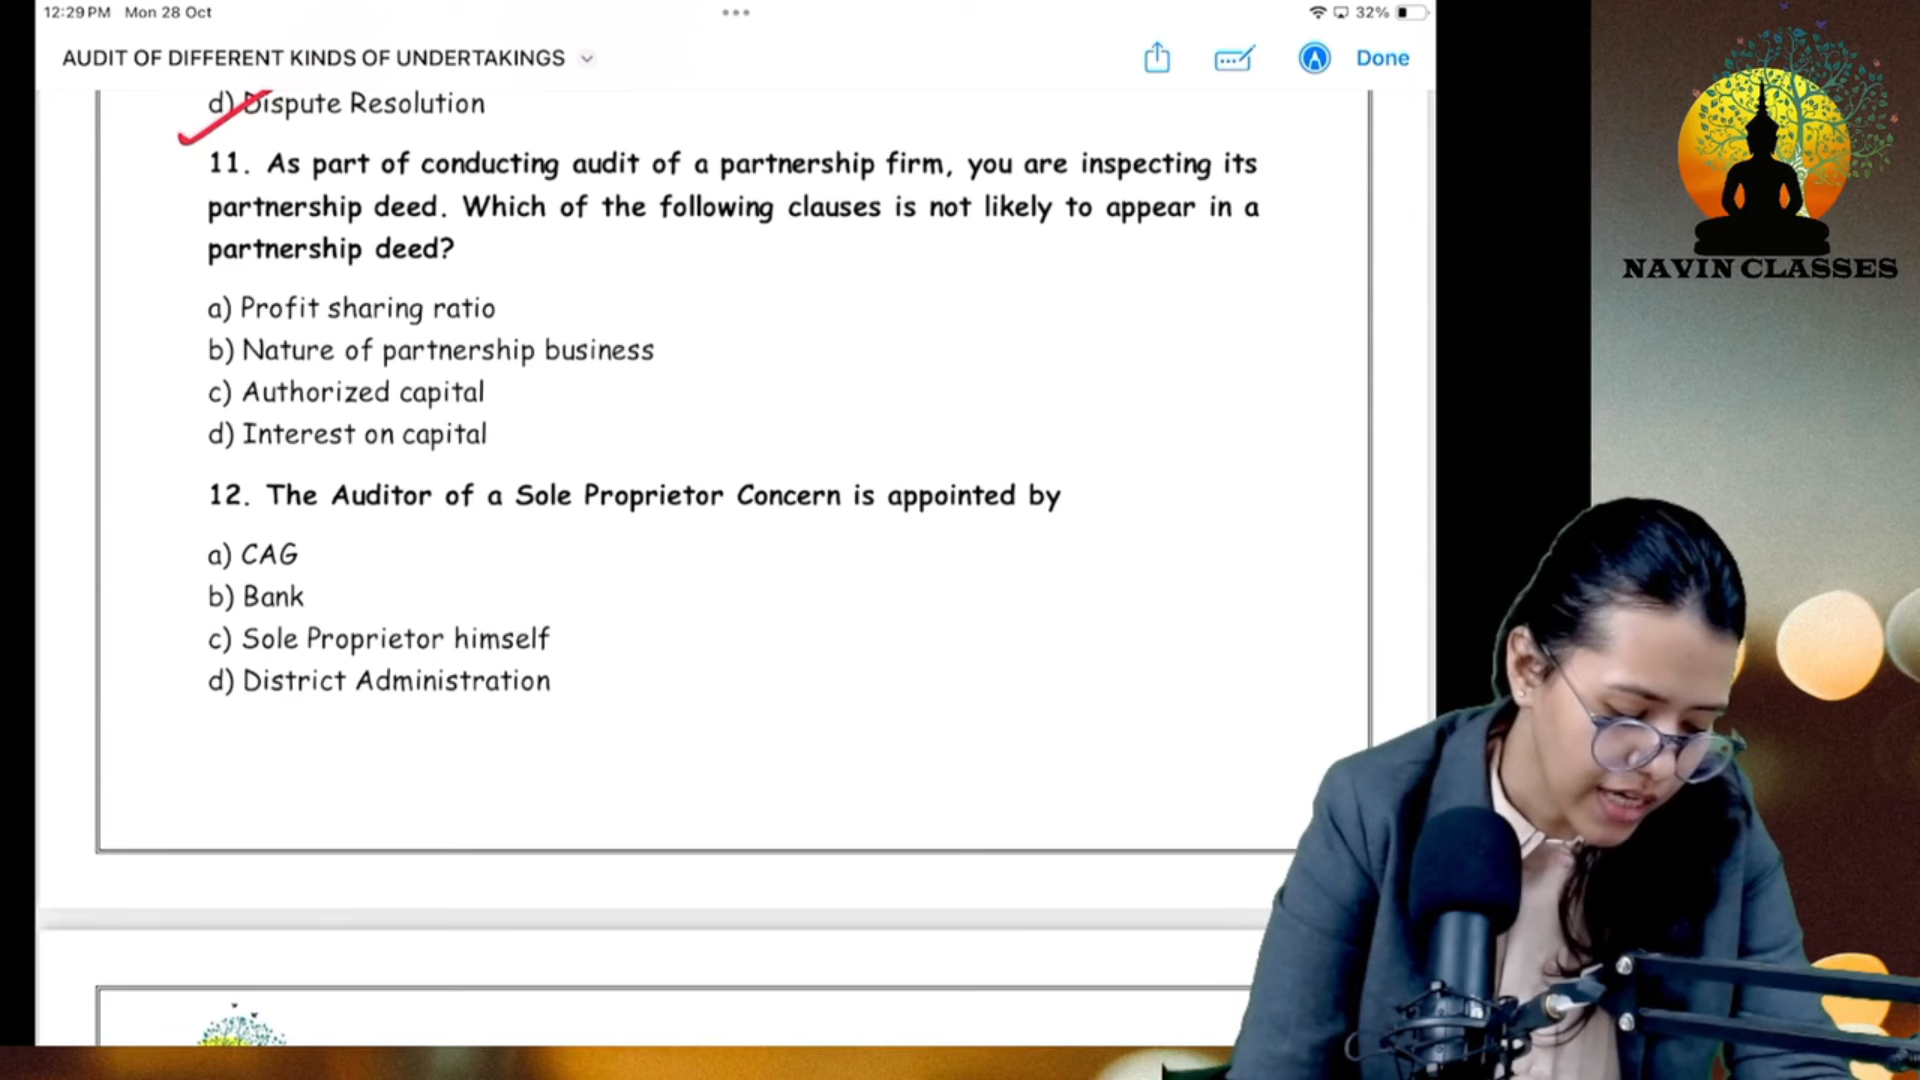 12:29 PM Mon 28 Oct
32%
AUDIT OF DIFFERENT KINDS OF UNDERTAKINGS
Done
d) Dispute Resolution
11. As part of conducting audit of a partnership firm, you are inspecting its
partnership deed. Which of the following clauses is not likely to appear in a
partnership deed?
a) Profit sharing ratio
b) Nature of partnership business
c) Authorized capital
d) Interest on capital
12. The Auditor of a Sole Proprietor Concern is appointed by
a) CAG
b) Bank
c) Sole Proprietor himself
d) District Administration
NAVIN CLASSES